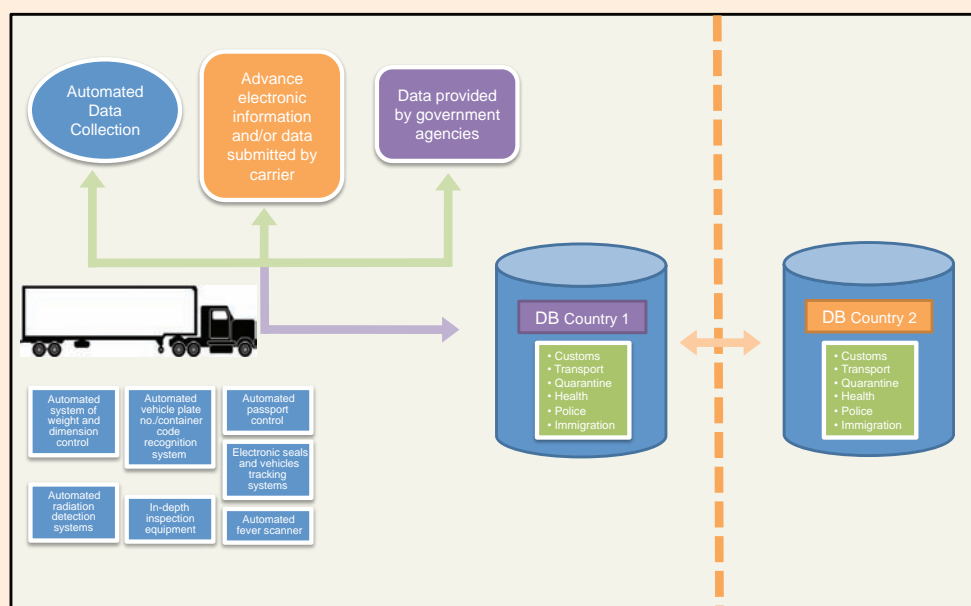 Automated
Data
Collection
Advance
electronic
information
and/or data
submitted by
carrier
Data provided
by government
agencies
DB Country 1
• Customs
• Transport
• Quarantine
• Health
• Police
• Immigration
DB Country 2
• Customs
• Transport
• Quarantine
• Health
• Police
• Immigration
Automated
system of
weight and
dimension
control
Automated
vehicle plate
no./container
code
recognition
system
Automated
passport
control
Electronic seals
and vehicles
tracking
systems
Automated
radiation
detection
systems
In-depth
inspection
equipment
Automated
fever scanner